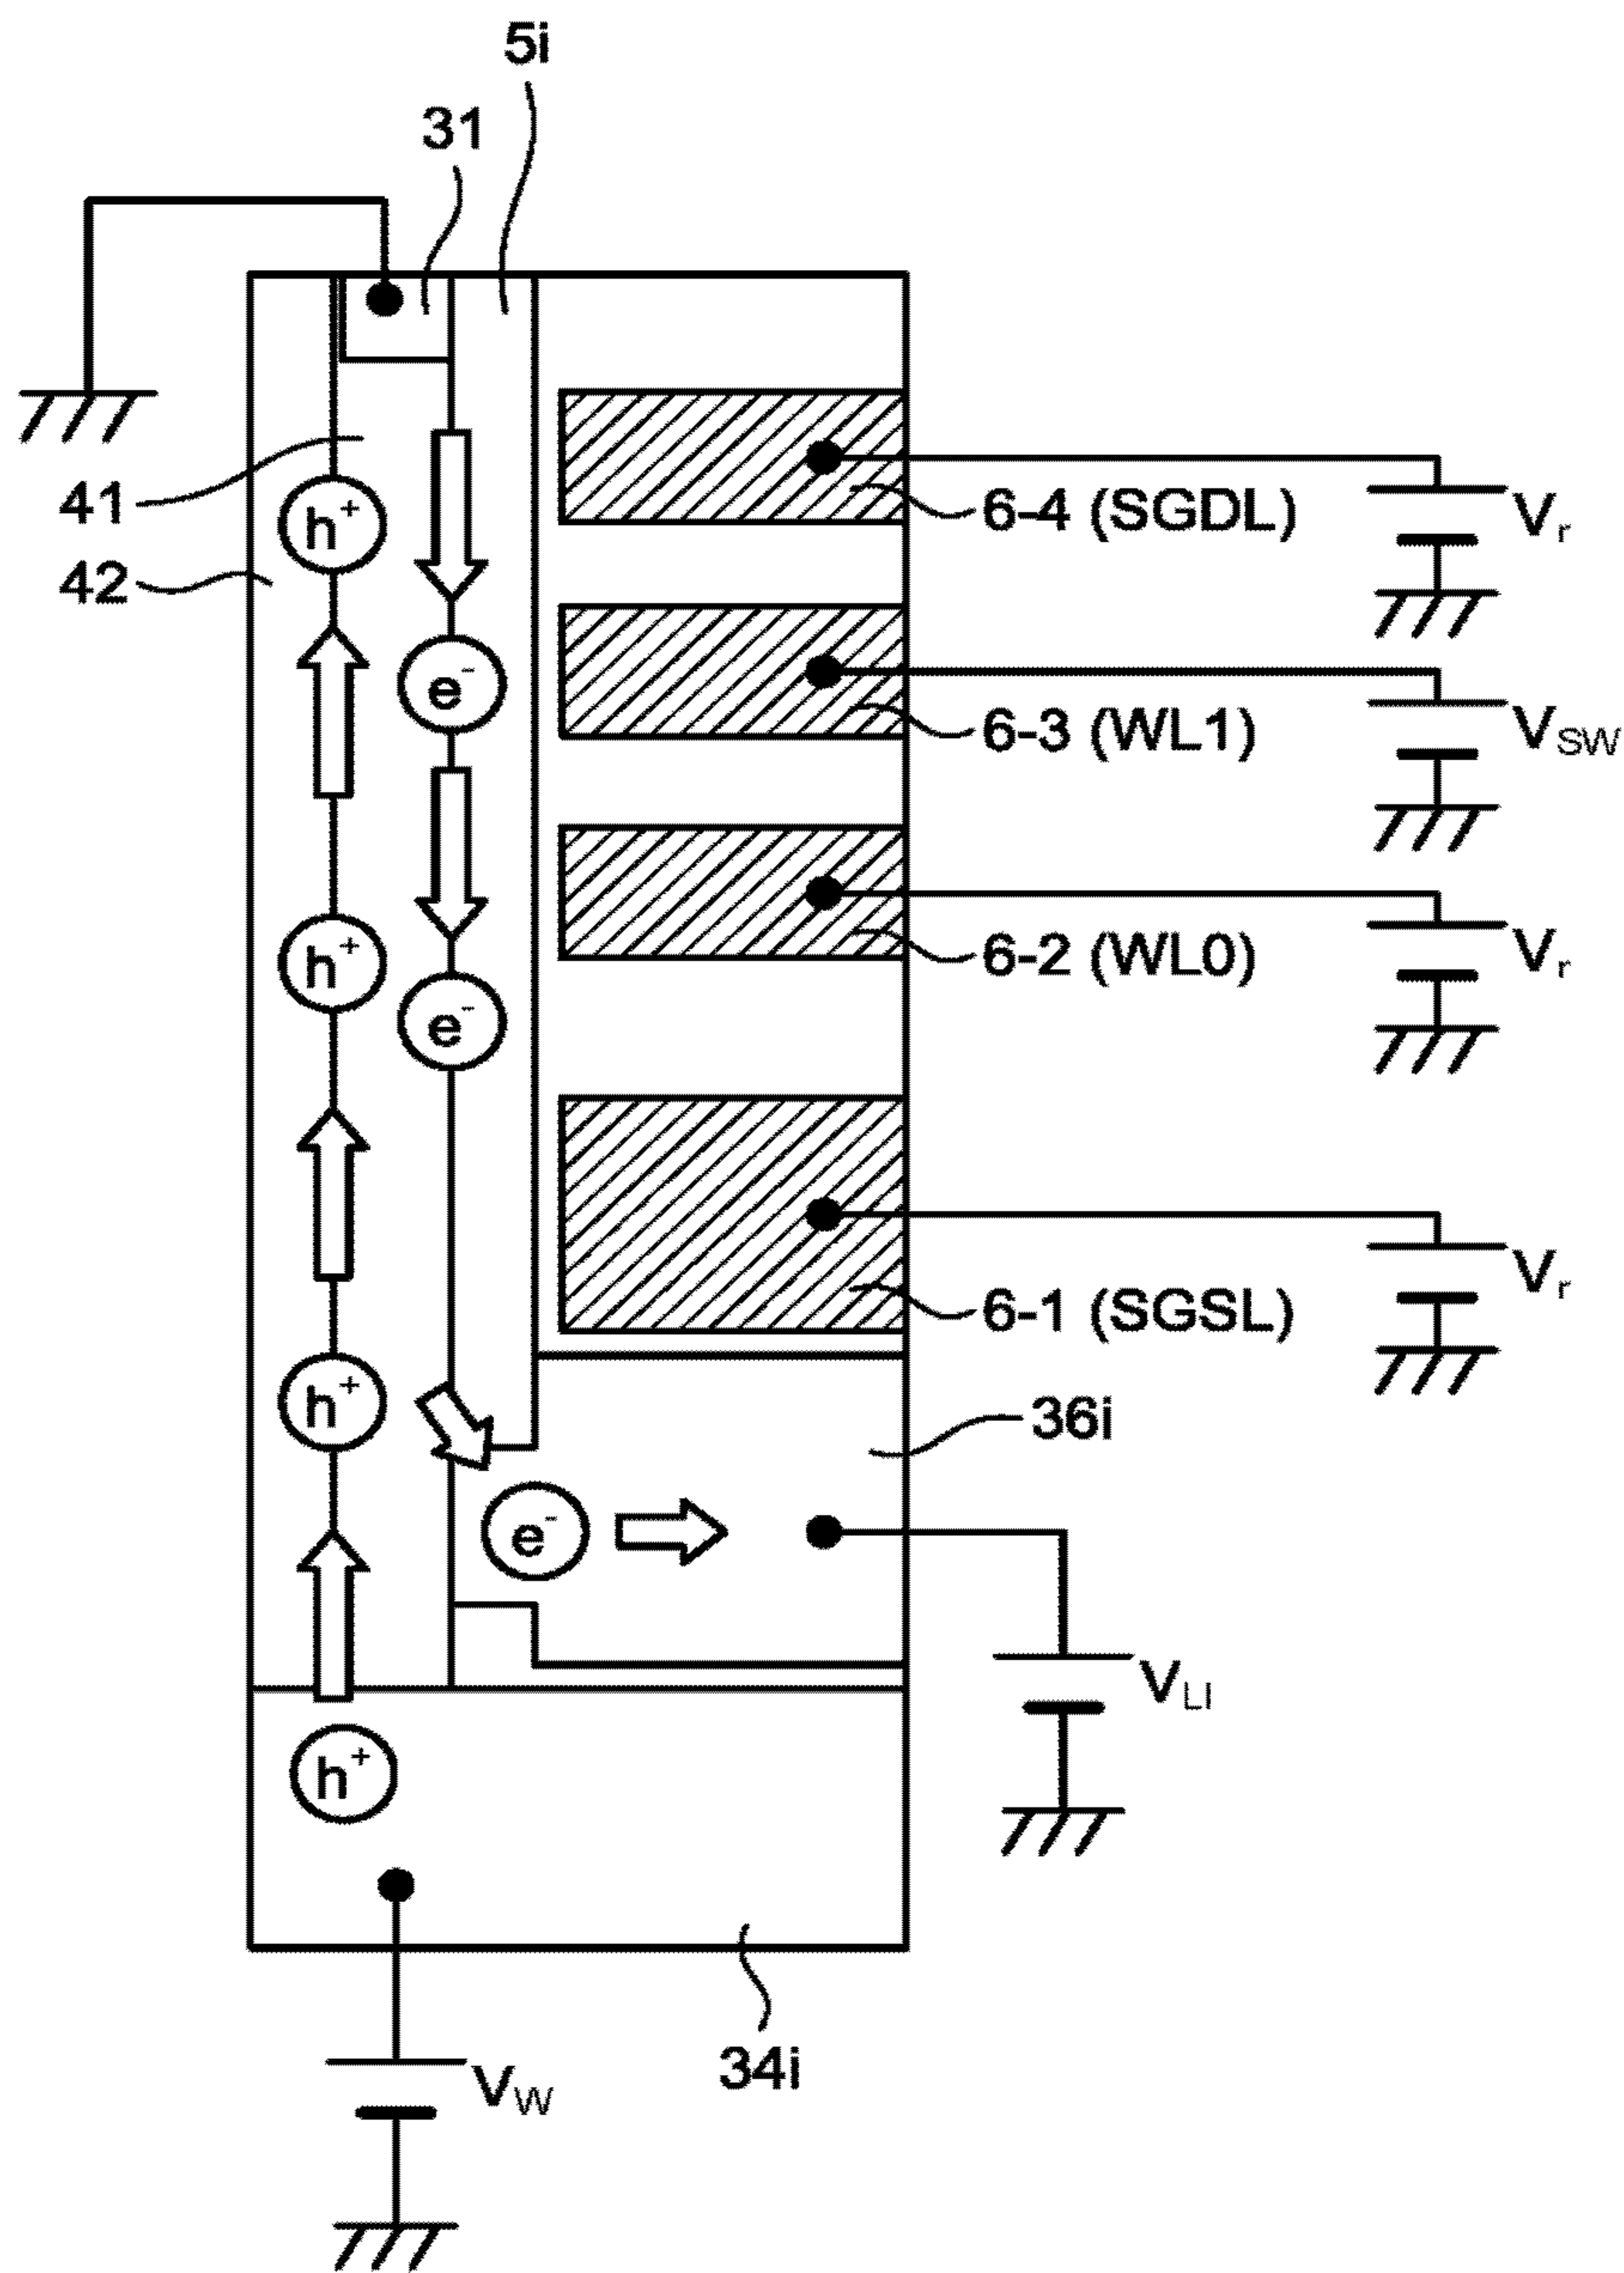 5i
31
41
h⁺
6-4 (SGDL)
Vr
42
e⁻
6-3 (WL1)
VSW
h⁺
e⁻
6-2 (WL0)
Vr
6-1 (SGSL)
Vr
h⁺
36i
e⁻
VLI
h⁺
34i
VW